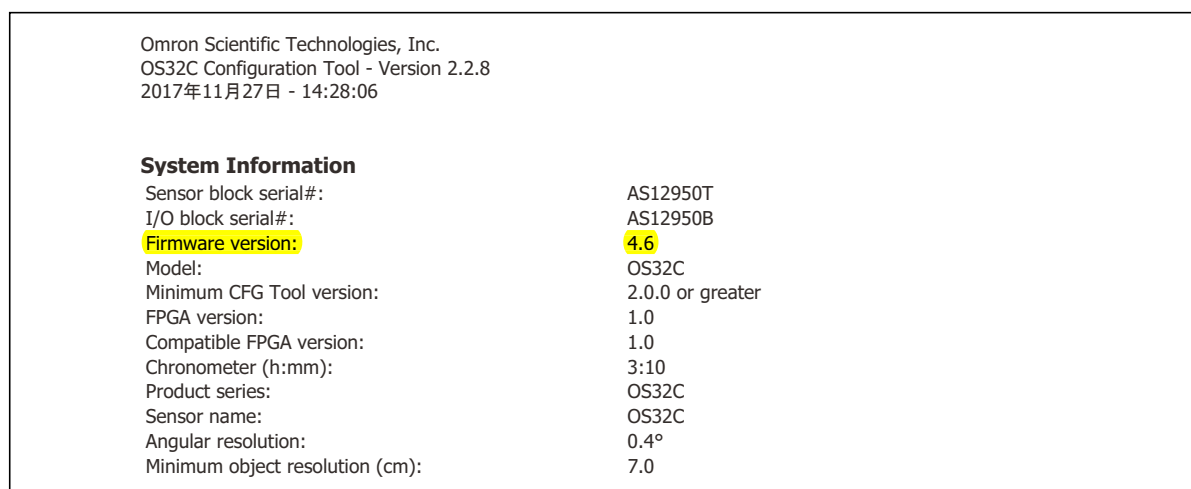 Omron Scientific Technologies, Inc.
OS32C Configuration Tool - Version 2.2.8
2017年11月27日 - 14:28:06
System Information
Sensor block serial#: AS12950T
I/O block serial#: AS12950B
Firmware version: 4.6
Model: OS32C
Minimum CFG Tool version: 2.0.0 or greater
FPGA version: 1.0
Compatible FPGA version: 1.0
Chronometer (h:mm): 3:10
Product series: OS32C
Sensor name: OS32C
Angular resolution: 0.4°
Minimum object resolution (cm): 7.0